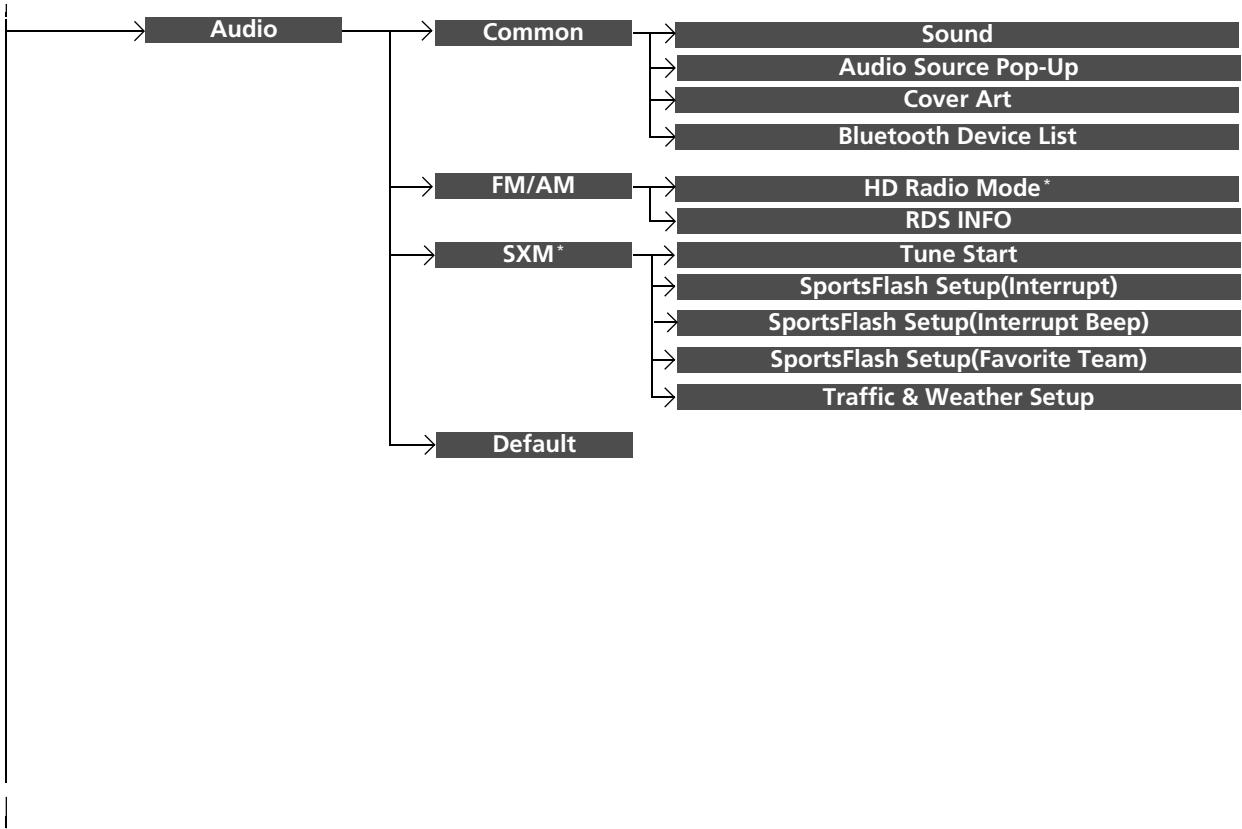 Audio
Common
Sound
Audio Source Pop-Up
Cover Art
Bluetooth Device List
FM/AM
HD Radio Mode*
RDS INFO
SXM*
Tune Start
SportsFlash Setup(Interrupt)
SportsFlash Setup(Interrupt Beep)
SportsFlash Setup(Favorite Team)
Traffic & Weather Setup
Default